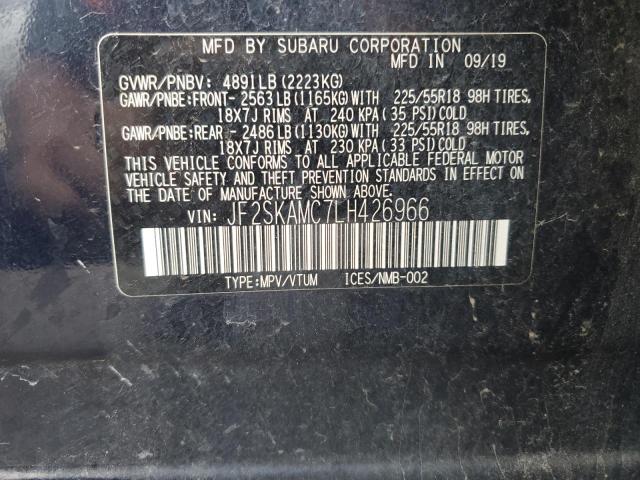 MFD BY SUBARU CORPORATION
MFD IN 09/19
GVWR/PNBV: 4891LB(2223KG)
GAWR/PNBE:FRONT- 2563LB(1165KG)WITH 225/55R18 98H TIRES,
18X7J RIMS AT 240 KPA(35 PSI)COLD
GAWR/PNBE:REAR - 2486LB(1130KG)WITH 225/55R18 98H TIRES,
18X7J RIMS AT 230 KPA(33 PSI)COLD
THIS VEHICLE CONFORMS TO ALL APPLICABLE FEDERAL MOTOR
VEHICLE SAFETY AND THEFT PREVENTION STANDARDS IN EFFECT
ON THE DATE OF MANUFACTURE SHOWN ABOVE.
VIN: JF2SKAMC7LH426966
TYPE:MPV/VTUM ICES/NMB-002